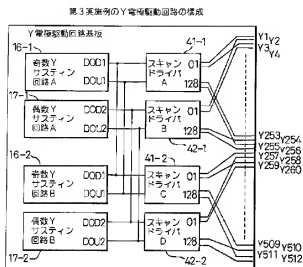 第3実施例のY電極駆動回路の構成
Y電極駆動回路基板
16-1
奇数Y
サスティン
回路A
DOD1
DOU1
17-1
偶数Y
サスティン
回路A
DOD2
DOU2
16-2
奇数Y
サスティン
回路B
DOD1
DOU1
偶数Y
サスティン
回路B
DOD2
DOU2
17-2
41-1
スキャン
ドライバ
A
01
128
スキャン
ドライバ
B
01
128
42-1
41-2
スキャン
ドライバ
C
01
128
スキャン
ドライバ
D
01
128
42-2
Y1
Y2
Y3
Y4
Y253
Y254
Y255
Y256
Y257
Y258
Y259
Y260
Y509
Y510
Y511
Y512